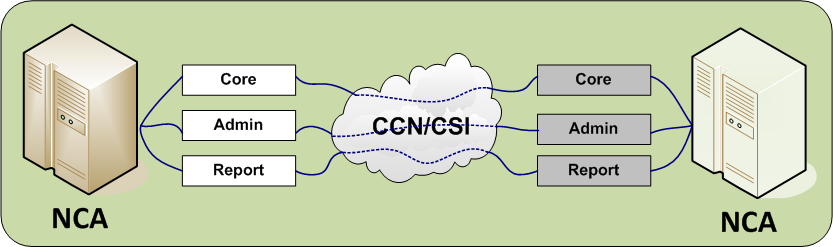 Core
Admin
Report
NCA
CCN/CSI
Core
Admin
Report
NCA